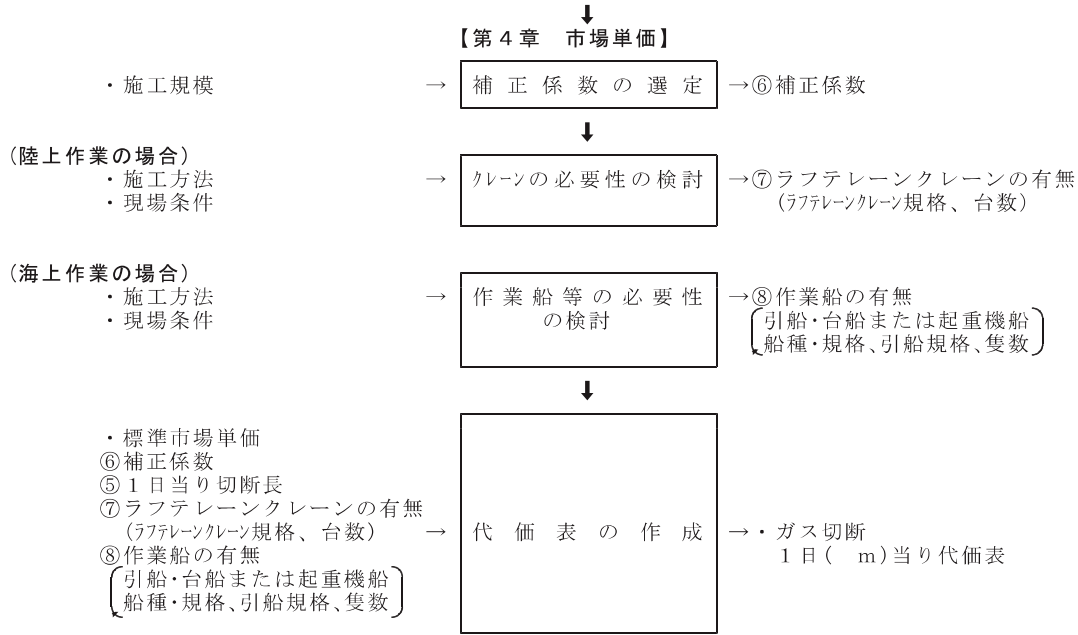 ↓
【第４章　市場単価】
・施工規模 → 補正係数の選定 →⑥補正係数
↓
(陸上作業の場合)
・施工方法 → ｸﾚｰﾝの必要性の検討 →⑦ラフテレーンクレーンの有無
・現場条件 (ﾗﾌﾃﾚｰﾝｸﾚｰﾝ規格、台数)
(海上作業の場合)
・施工方法 → 作業船等の必要性 →⑧作業船の有無
・現場条件 の検討 引船・台船または起重機船
船種・規格、引船規格、隻数
↓
・標準市場単価
⑥補正係数
⑤１日当り切断長
⑦ラフテレーンクレーンの有無
(ﾗﾌﾃﾚｰﾝｸﾚｰﾝ規格、台数) → 代価表の作成 →・ガス切断
⑧作業船の有無 １日(　ｍ)当り代価表
引船・台船または起重機船
船種・規格、引船規格、隻数